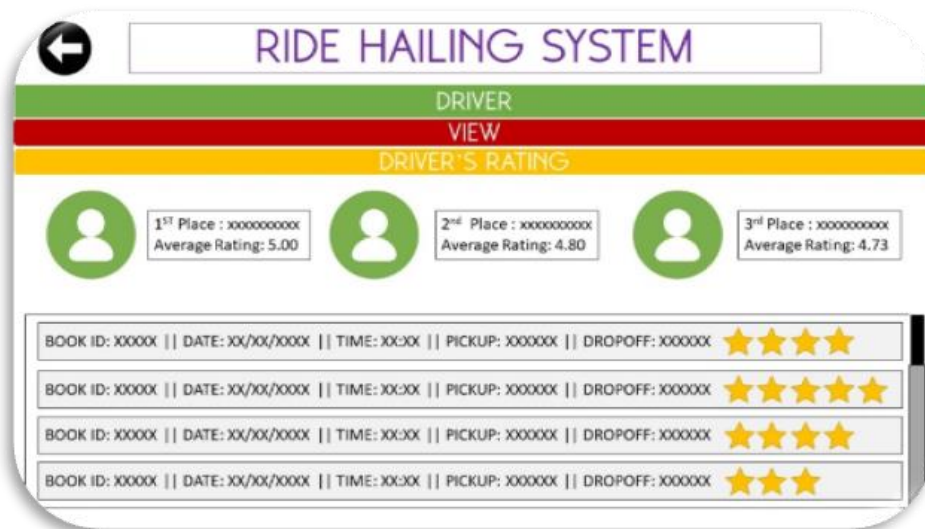 RIDE HAILING SYSTEM
DRIVER
VIEW
DRIVER'S RATING
1ST Place : xxxxxxxxxx
Average Rating: 5.00
2nd Place : xxxxxxxxxx
Average Rating: 4.80
3rd Place : xxxxxxxxxx
Average Rating: 4.73
BOOK ID: XXXXX || DATE: XX/XX/XXXX || TIME: XX:XX || PICKUP: XXXXXX || DROPOFF: XXXXXX
BOOK ID: XXXXX || DATE: XX/XX/XXXX || TIME: XX:XX || PICKUP: XXXXXX || DROPOFF: XXXXXX
BOOK ID: XXXXX || DATE: XX/XX/XXXX || TIME: XX:XX || PICKUP: XXXXXX || DROPOFF: XXXXXX
BOOK ID: XXXXX || DATE: XX/XX/XXXX || TIME: XX:XX || PICKUP: XXXXXX || DROPOFF: XXXXXX